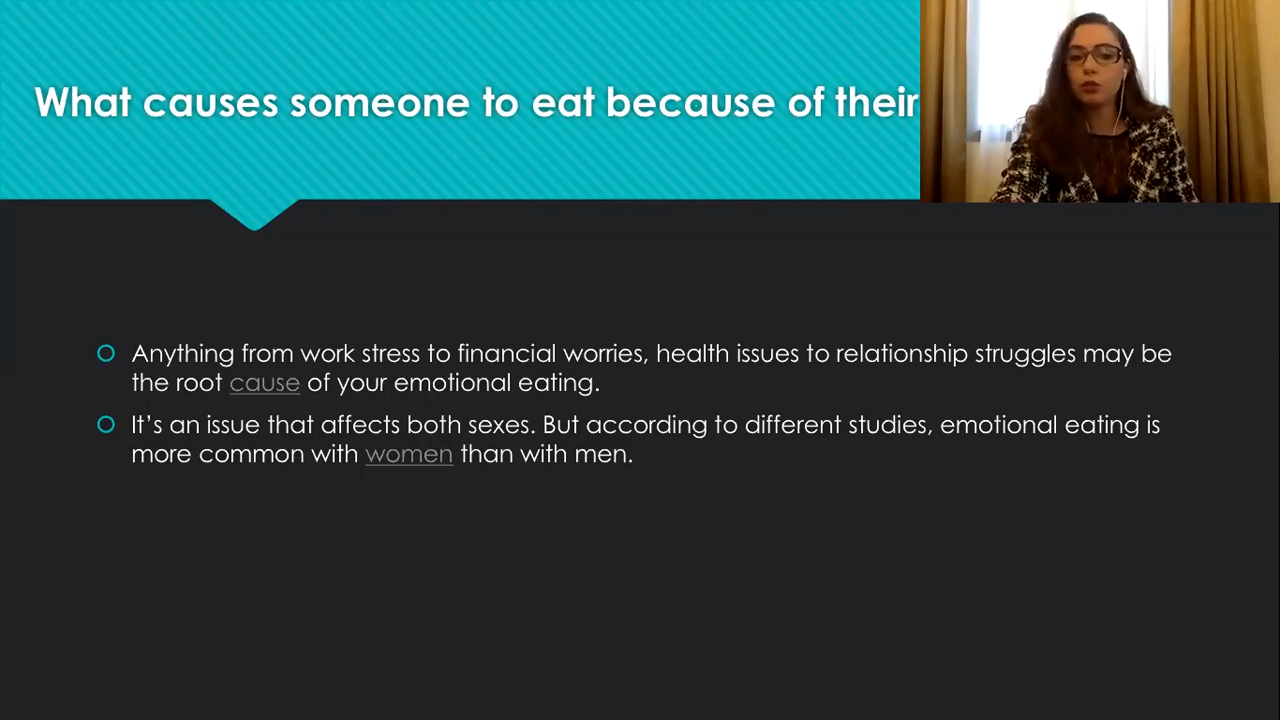 What causes someone to eat because of their
Anything from work stress to financial worries, health issues to relationship struggles may be
the root cause of your emotional eating.
It’s an issue that affects both sexes. But according to different studies, emotional eating is
more common with women than with men.